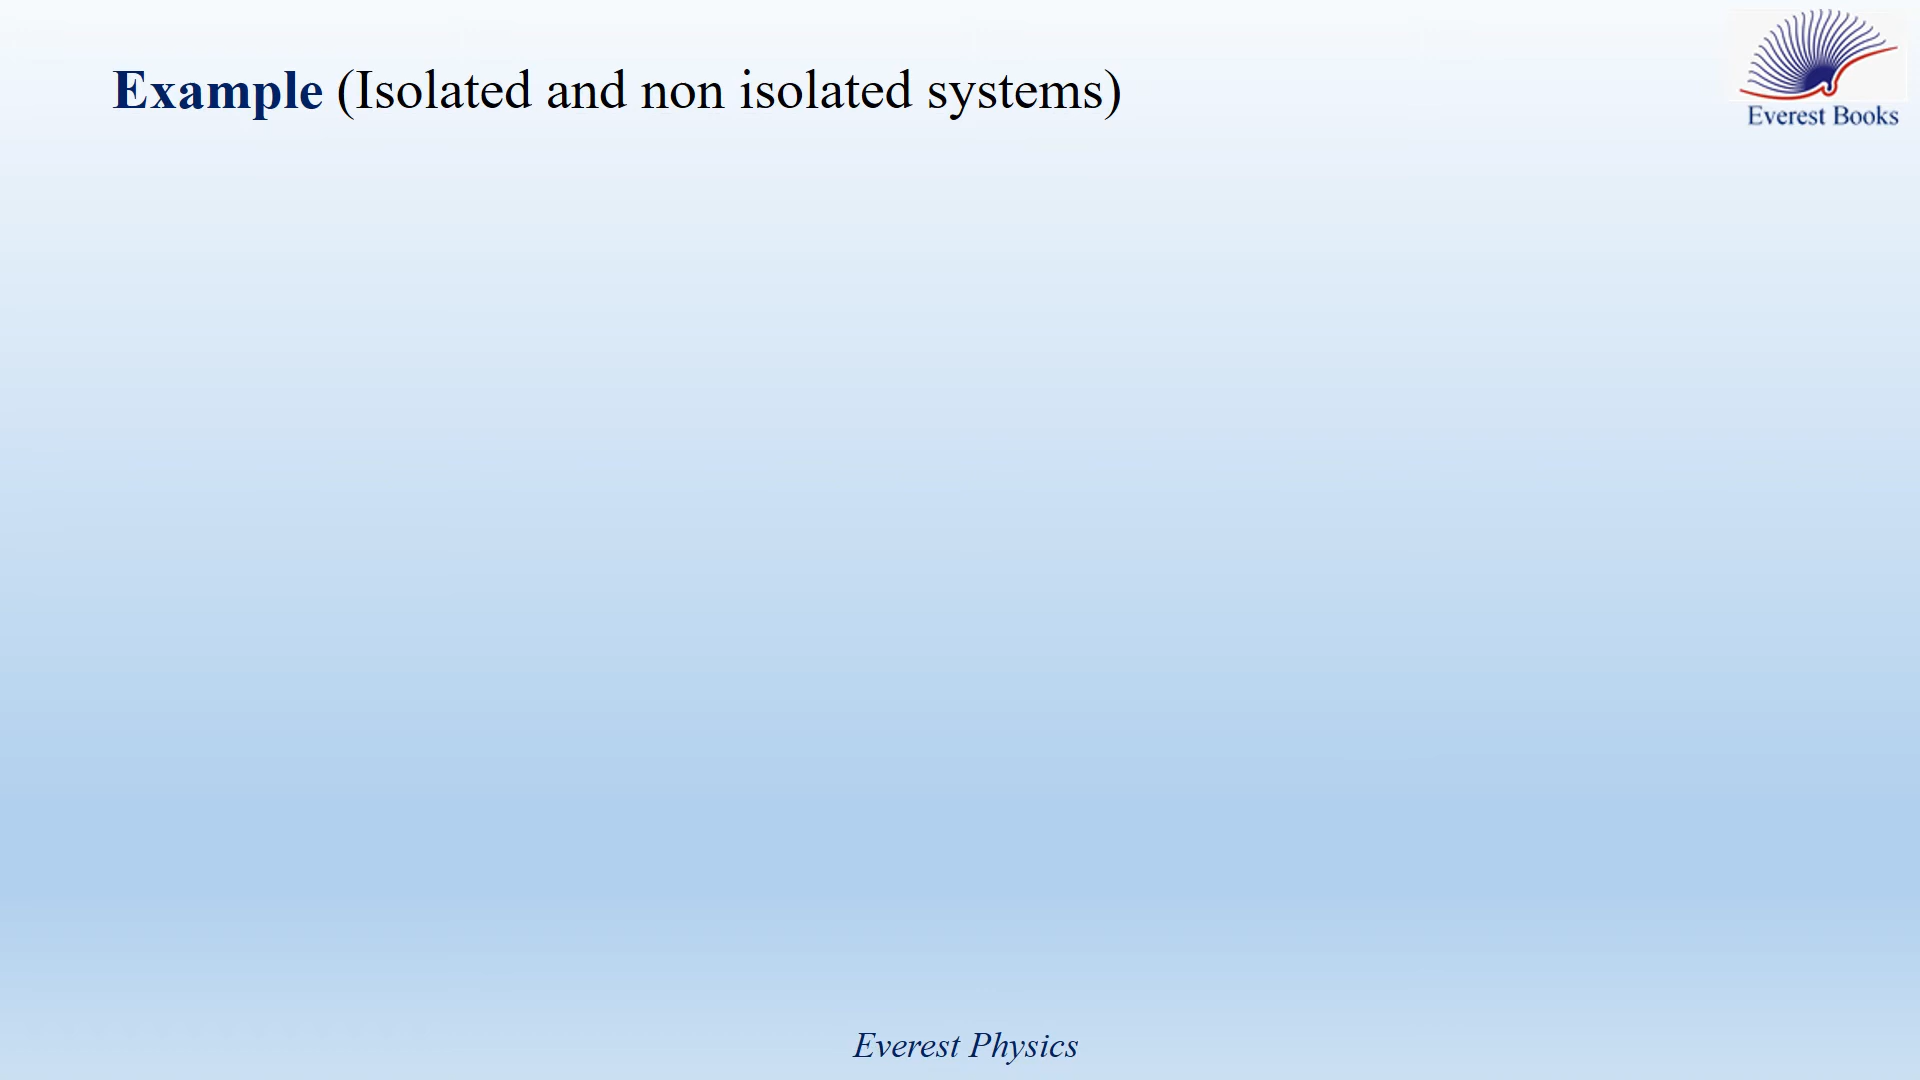 Example (Isolated and non isolated systems)
Everest Books
Everest Physics